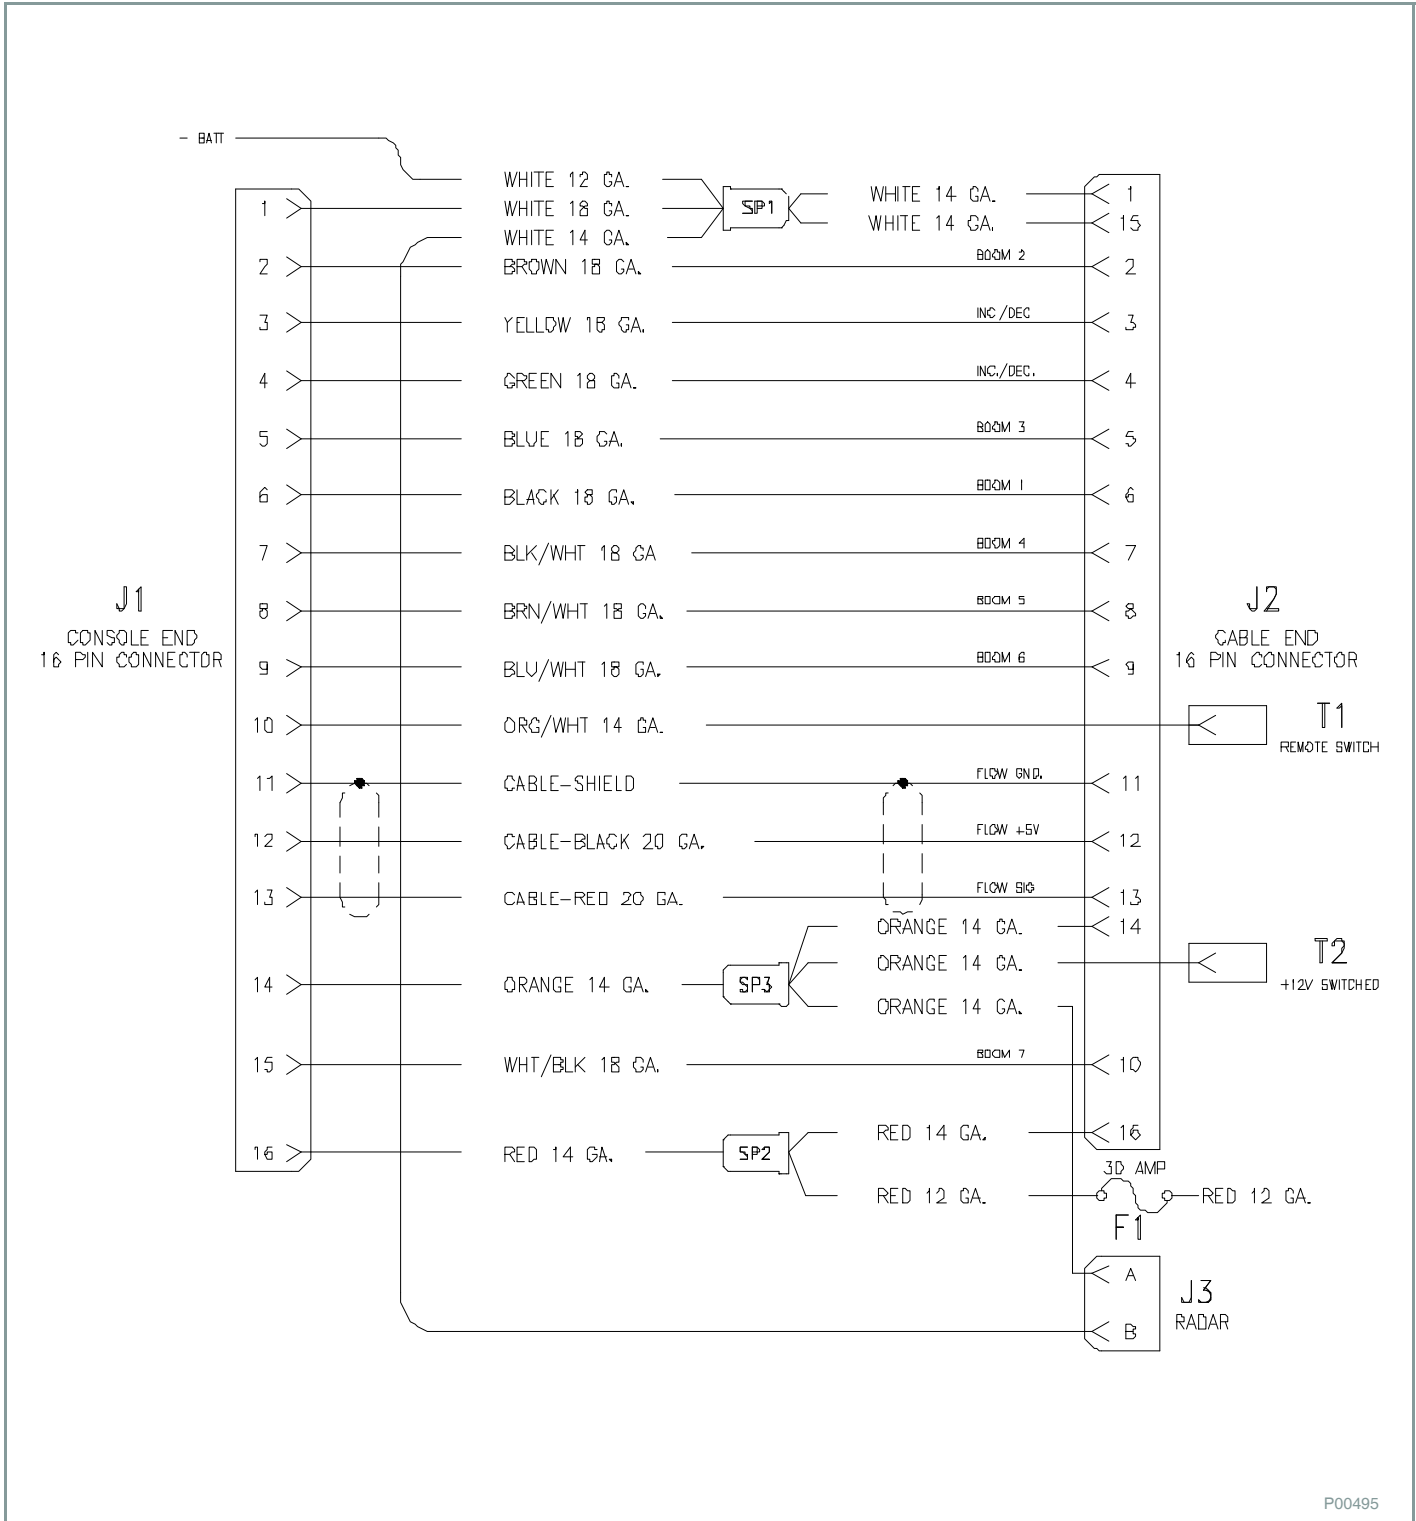 - BATT
WHITE 12 GA.
1 WHITE 18 GA. SP1 WHITE 14 GA. 1
WHITE 14 GA. WHITE 14 GA. 15
2 BROWN 18 GA. BOOM 2 2
3 YELLOW 18 GA. INC/DEC 3
4 GREEN 18 GA. INC./DEC. 4
5 BLUE 18 GA. BOOM 3 5
6 BLACK 18 GA. BOOM 1 6
7 BLK/WHT 18 GA BOOM 4 7
J1
CONSOLE END
16 PIN CONNECTOR
8 BRN/WHT 18 GA. BOOM 5 8
J2
CABLE END
16 PIN CONNECTOR
9 BLU/WHT 18 GA. BOOM 6 9
10 ORG/WHT 14 GA. T1
REMOTE SWITCH
11 CABLE-SHIELD FLOW GND. 11
12 CABLE-BLACK 20 GA. FLOW +5V 12
13 CABLE-RED 20 GA. FLOW SIG 13
ORANGE 14 GA. 14
ORANGE 14 GA. T2
+12V SWITCHED
14 ORANGE 14 GA. SP3
ORANGE 14 GA.
15 WHT/BLK 18 GA. BOOM 7 10
RED 14 GA. 16
16 RED 14 GA. SP2
30 AMP
RED 12 GA. RED 12 GA.
F1
A
J3
RADAR
B
P00495